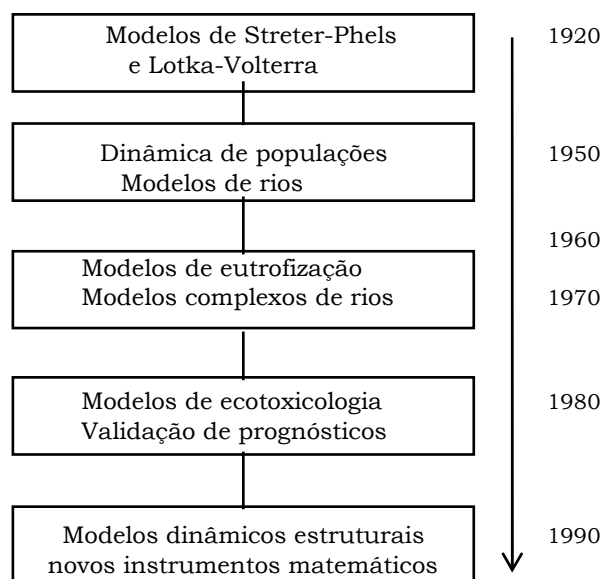 Modelos de Streter-Phels
e Lotka-Volterra
1920
Dinâmica de populações
Modelos de rios
1950
1960
Modelos de eutrofização
Modelos complexos de rios
1970
Modelos de ecotoxicologia
Validação de prognósticos
1980
Modelos dinâmicos estruturais
novos instrumentos matemáticos
1990